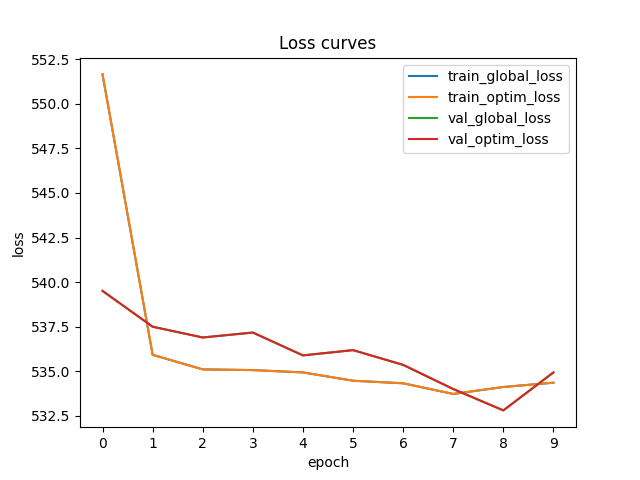 Loss curves
552.5
550.0
547.5
545.0
542.5
540.0
537.5
535.0
532.5
loss
train_global_loss
train_optim_loss
val_global_loss
val_optim_loss
0 1 2 3 4 5 6 7 8 9
epoch